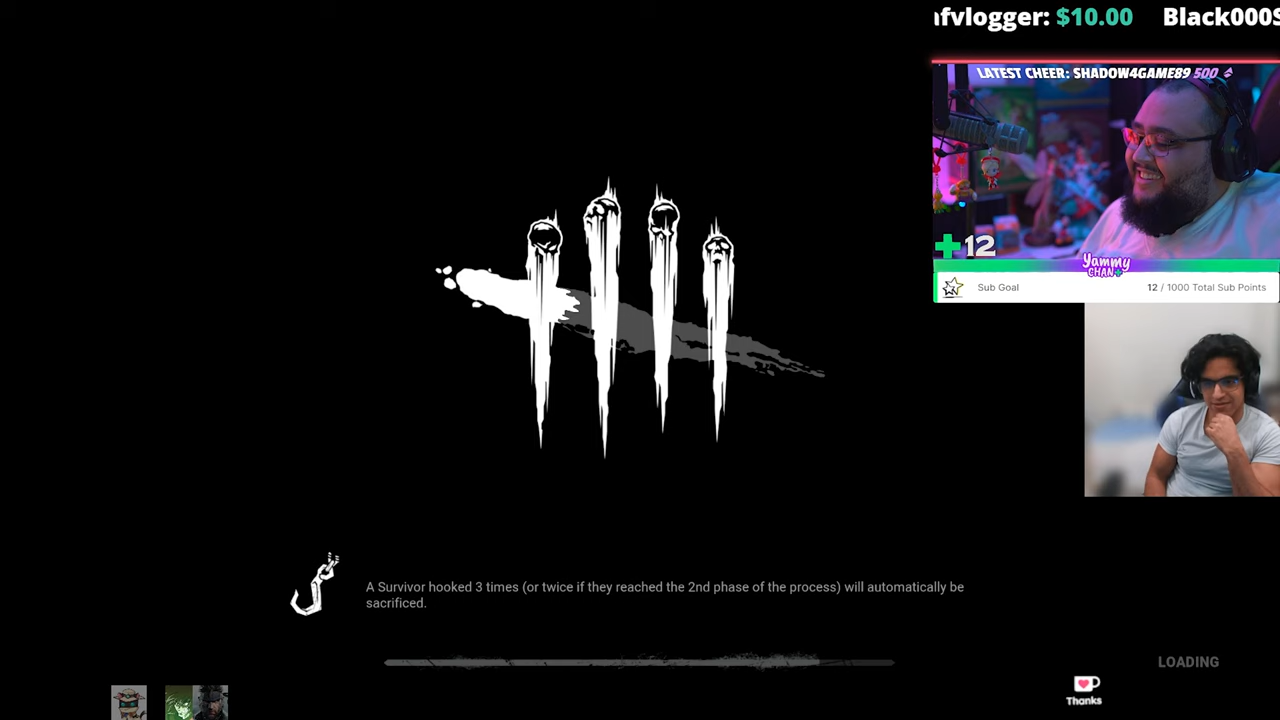 nfvlogger: $10.00 Black000S
LATEST CHEER: SHADOW4GAME89 500
+12
Yammy
CHAN+
Sub Goal 12 / 1000 Total Sub Points
A Survivor hooked 3 times (or twice if they reached the 2nd phase of the process) will automatically be
sacrificed.
LOADING
Thanks